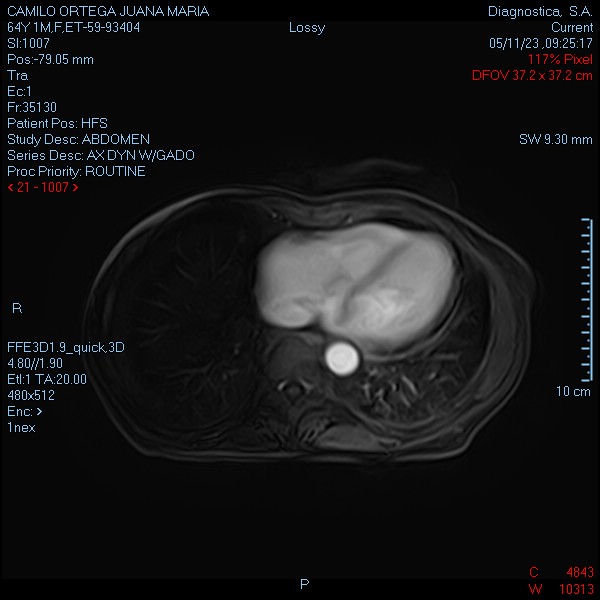 CAMILO ORTEGA JUANA MARIA
64Y 1M,F,ET-59-93404
SI:1007
Pos:-79.05 mm
Tra
Ec:1
Fr:35130
Patient Pos: HFS
Study Desc: ABDOMEN
Series Desc: AX DYN W/GADO
Proc Priority: ROUTINE
< 21 - 1007 >
Lossy
Diagnostica, S.A.
Current
05/11/23 ,09:25:17
117% Pixel
DFOV 37.2 x 37.2 cm
SW 9.30 mm
R
FFE3D1.9_quick,3D
4.80//1.90
Etl:1 TA:20.00
480x512
Enc: >
1nex
10 cm
P
C 4843
W 10313